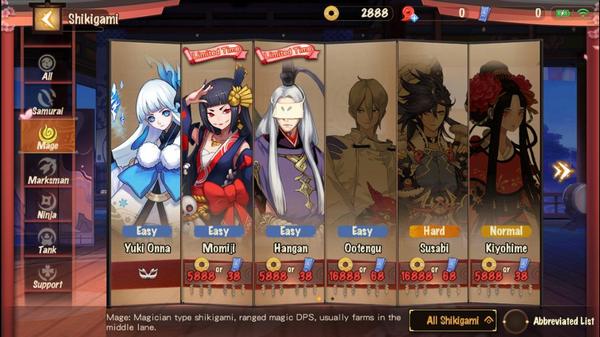 Shikigami
2888
0
0
All
Samurai
Mage
Marksman
Ninja
Tank
Support
Limited Time
Limited Time
Easy
Easy
Easy
Easy
Hard
Normal
Yuki Onna
Momiji
Hangan
Ootengu
Susabi
Kiyohime
5888 or 38
5888 or 38
16888 or 68
16888 or 68
5888 or 38
Mage: Magician type shikigami, ranged magic DPS, usually farms in the
middle lane.
All Shikigami
Abbreviated List